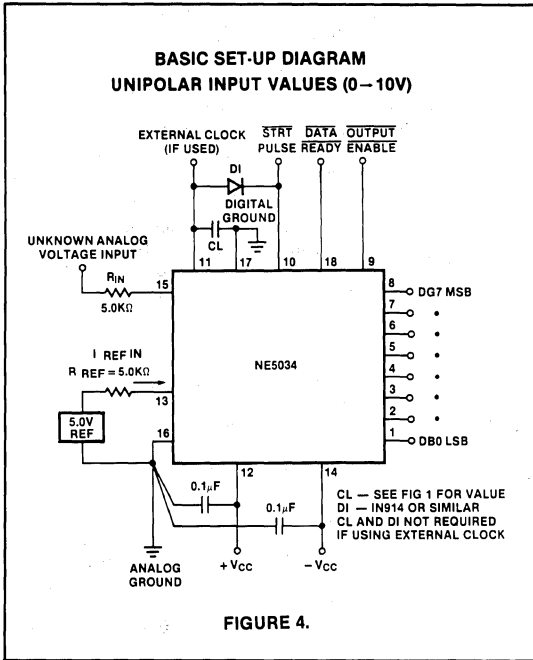 BASIC SET-UP DIAGRAM
UNIPOLAR INPUT VALUES (0→10V)
EXTERNAL CLOCK
(IF USED)
STRT
PULSE
DATA
READY
OUTPUT
ENABLE
DI
DIGITAL
GROUND
CL
UNKNOWN ANALOG
VOLTAGE INPUT
RIN
5.0KΩ
11
17
10
18
9
15
I REF IN
R REF = 5.0KΩ
13
5.0V
REF
16
NE5034
8
DG7 MSB
7
6
5
4
3
2
1
DB0 LSB
12
14
0.1μF
0.1μF
ANALOG
GROUND
+ VCC
− VCC
CL — SEE FIG 1 FOR VALUE
DI — IN914 OR SIMILAR
CL AND DI NOT REQUIRED
IF USING EXTERNAL CLOCK
FIGURE 4.